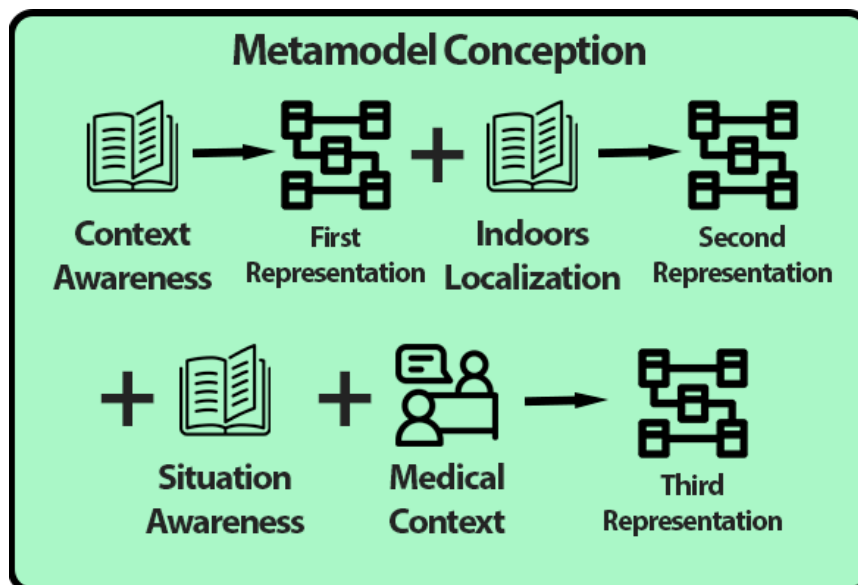 Metamodel Conception
Context
Awareness
First
Representation
Indoors
Localization
Second
Representation
Situation
Awareness
Medical
Context
Third
Representation